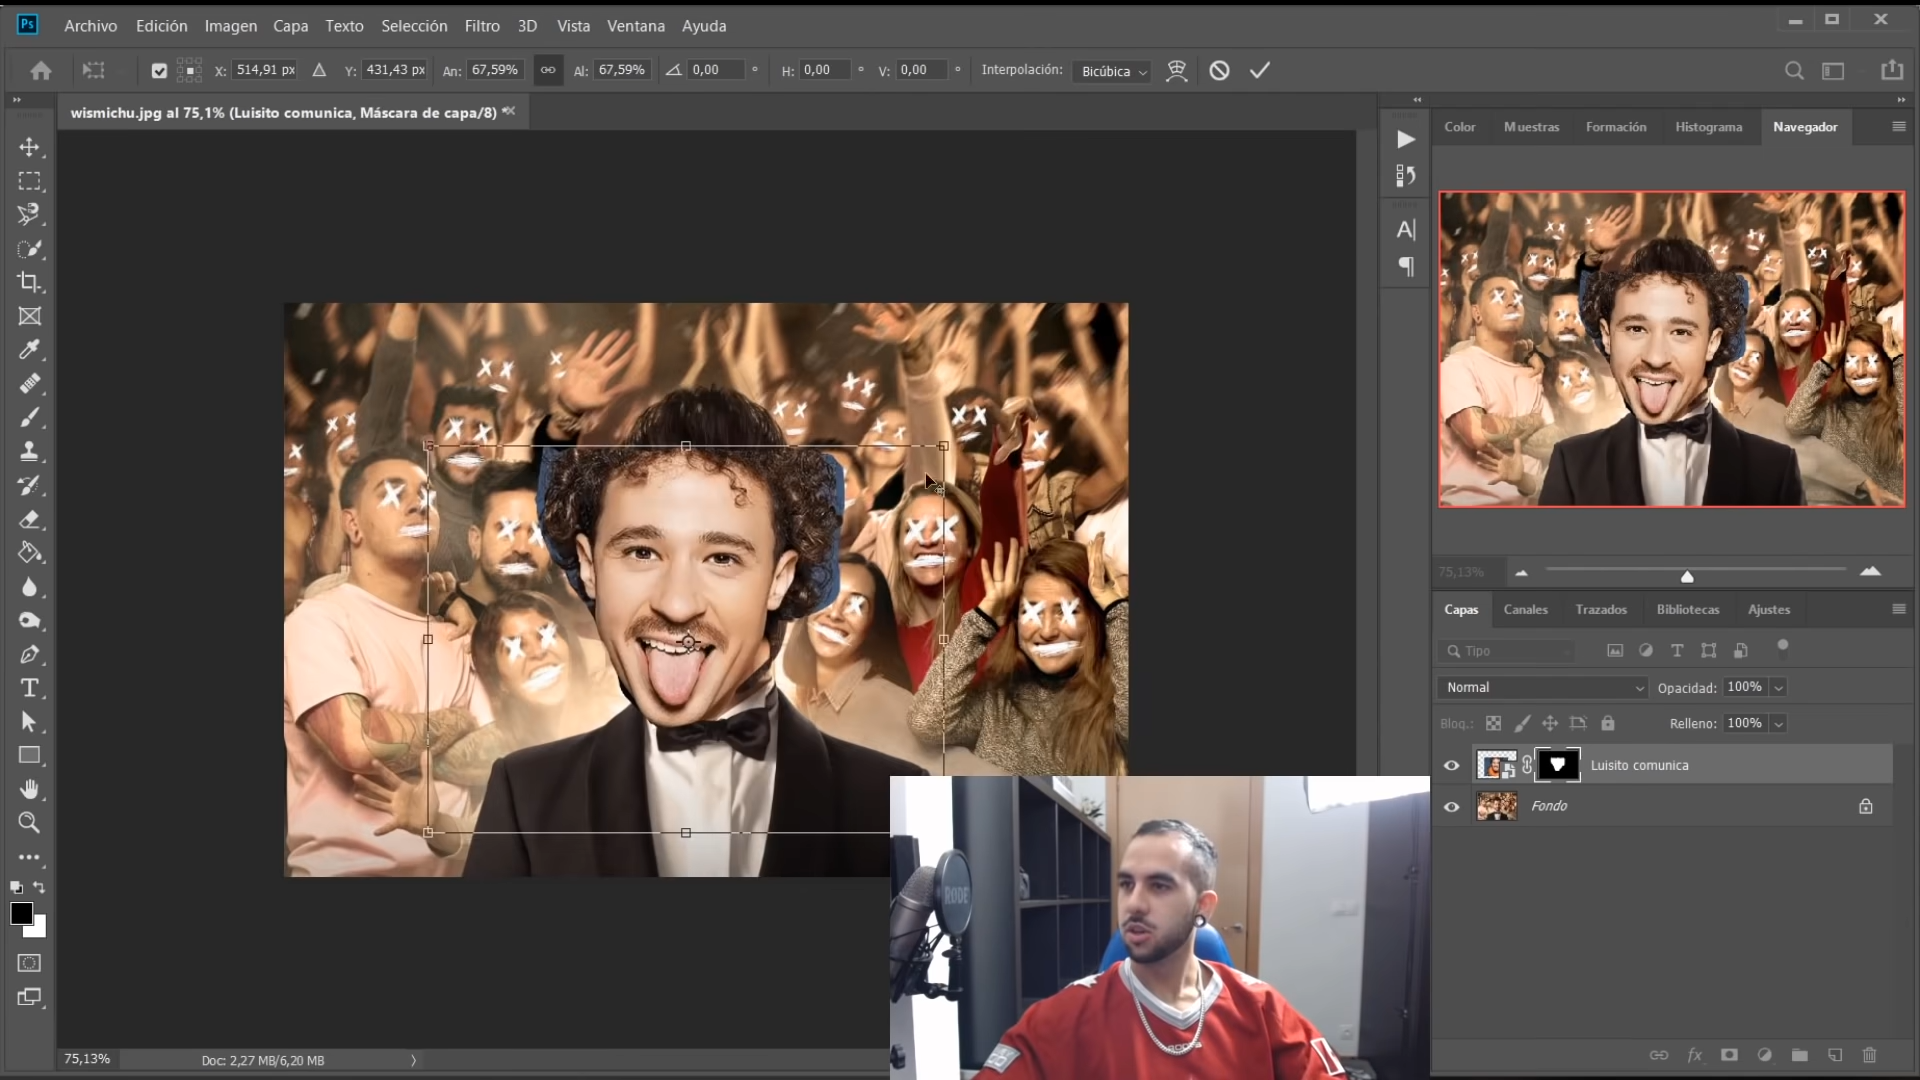 Ps Archivo Edición Imagen Capa Texto Selección Filtro 3D Vista Ventana Ayuda
X: 514,91 px Y: 431,43 px An: 67,59% Al: 67,59% 0,00 ° H: 0,00 ° V: 0,00 ° Interpolación: Bicúbica
wismichu.jpg al 75,1% (Luisito comunica, Máscara de capa/8) *
Color Muestras Formación Histograma Navegador
75,13%
Capas Canales Trazados Bibliotecas Ajustes
Tipo
Normal Opacidad: 100%
Bloq.: Relleno: 100%
Luisito comunica
Fondo
RØDE
75,13% Doc: 2,27 MB/6,20 MB